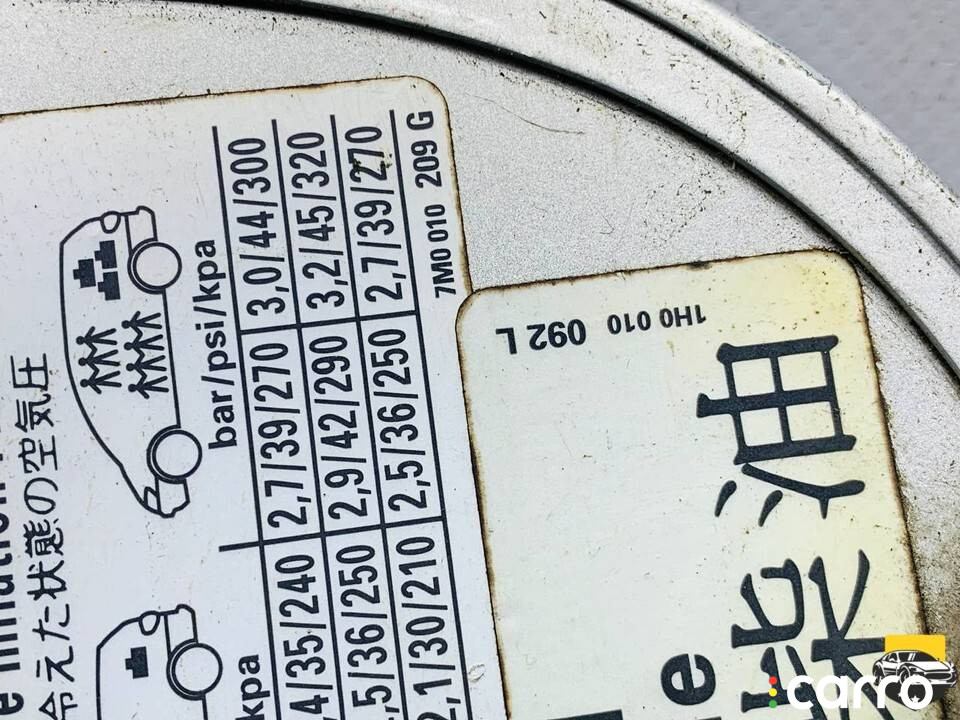 冷えた状態の空気圧
kpa bar/psi/kpa
,4/35/240 2,7/39/270 3,0/44/300
,5/36/250 2,9/42/290 3,2/45/320
2,1/30/210 2,5/36/250 2,7/39/270
7M0 010 209 G
1H0 010 092 L
柴油
carro